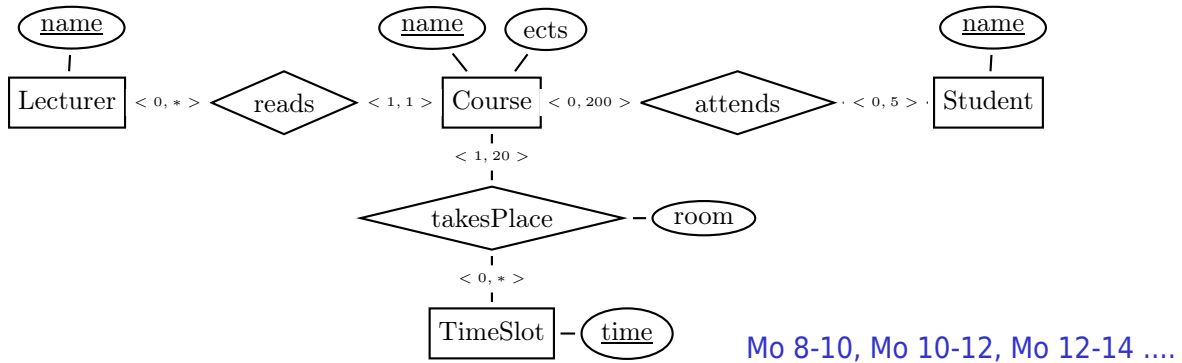 name name ects name
Lecturer < 0, * > reads < 1, 1 > Course < 0, 200 > attends < 0, 5 > Student
< 1, 20 >
takesPlace room
< 0, * >
TimeSlot time
Mo 8-10, Mo 10-12, Mo 12-14 ....